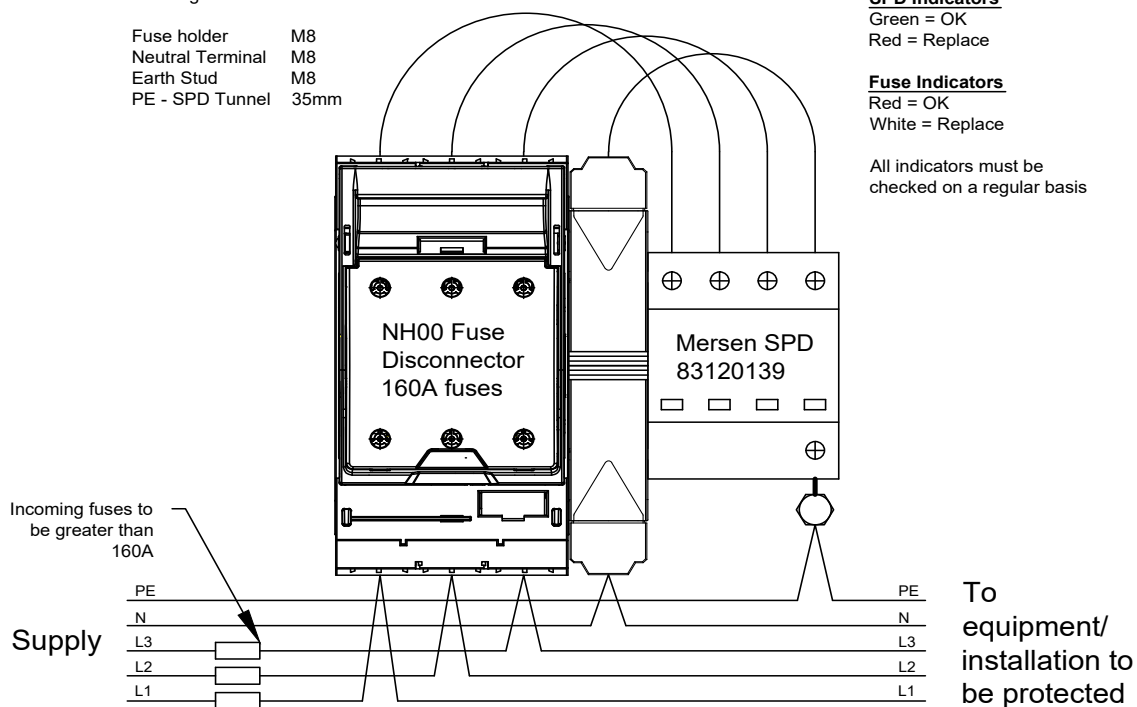 SPD Indicators
Green = OK
Red = Replace
Fuse holder M8
Neutral Terminal M8
Earth Stud M8
PE - SPD Tunnel 35mm
Fuse Indicators
Red = OK
White = Replace
All indicators must be
checked on a regular basis
NH00 Fuse
Disconnector
160A fuses
Mersen SPD
83120139
Incoming fuses to
be greater than
160A
Supply
PE
N
L3
L2
L1
PE
N
L3
L2
L1
To
equipment/
installation to
be protected